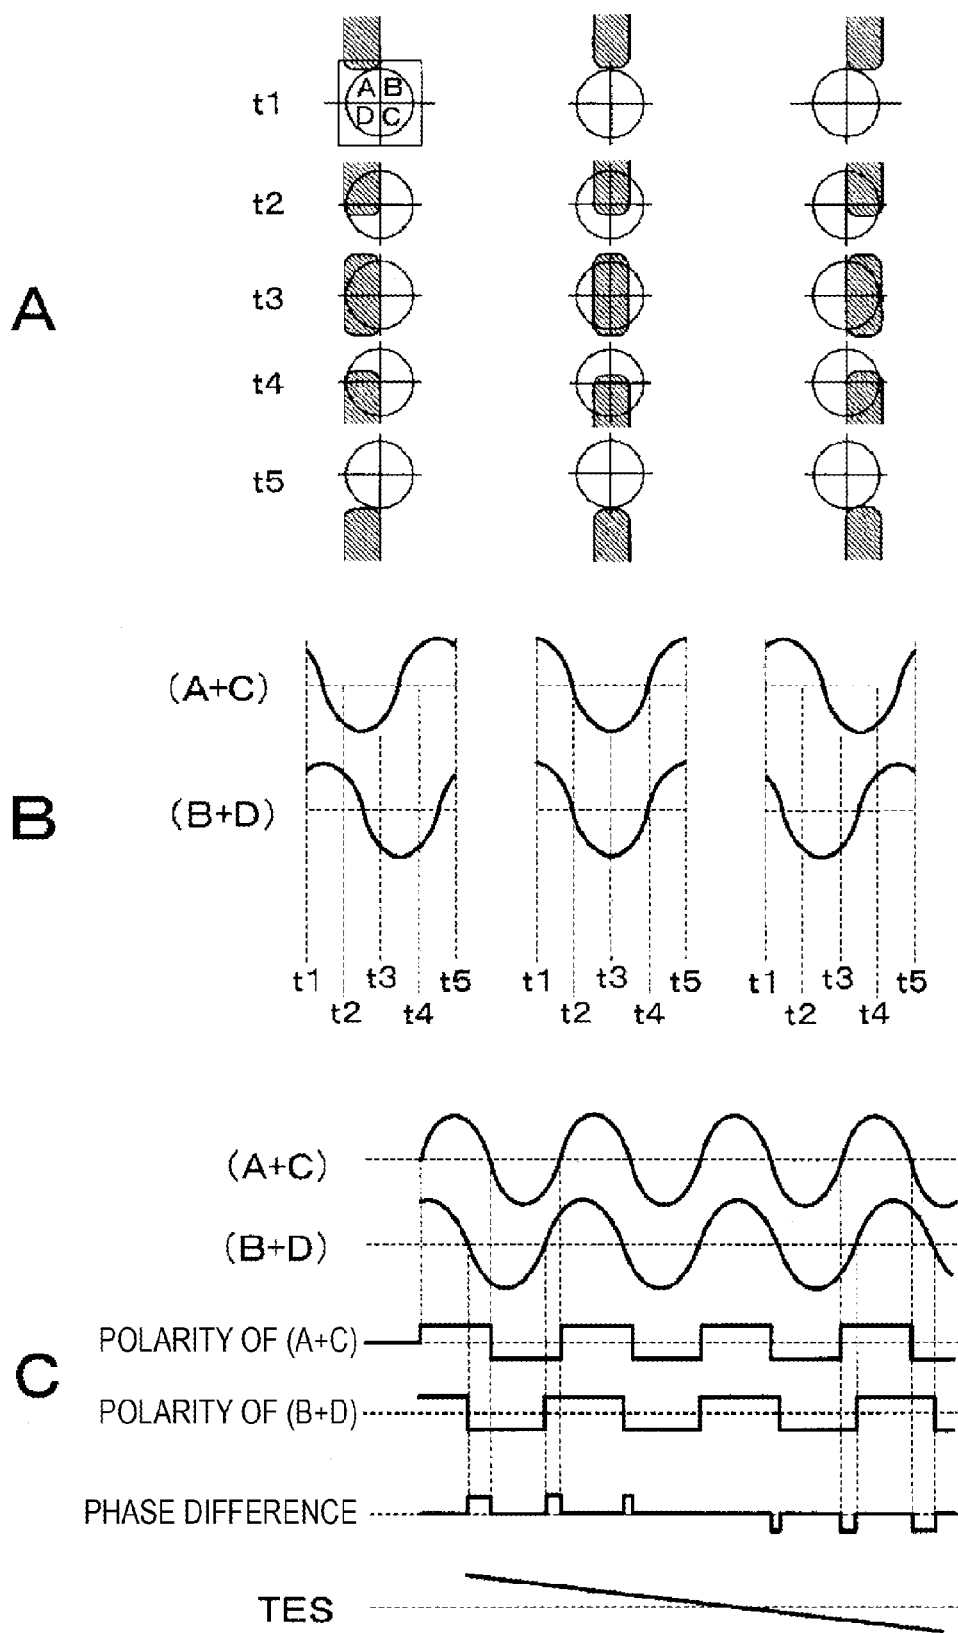 A
t1
A B
D C
t2
t3
t4
t5
B
(A+C)
(B+D)
t1 t3 t5 t1 t3 t5 t1 t3 t5
t2 t4 t2 t4 t2 t4
C
(A+C)
(B+D)
POLARITY OF (A+C)
POLARITY OF (B+D)
PHASE DIFFERENCE
TES